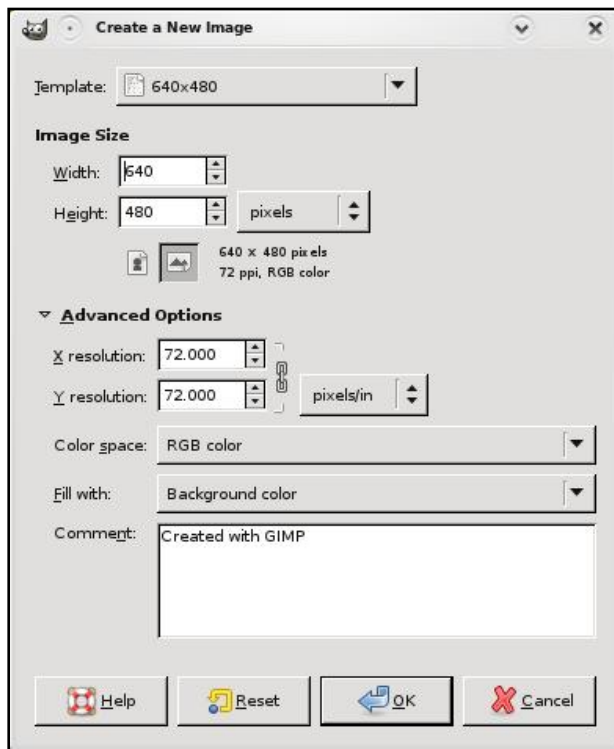 Create a New Image
Template: 640x480
Image Size
Width: 640
Height: 480 pixels
640 x 480 pixels
72 ppi, RGB color
Advanced Options
X resolution: 72.000
Y resolution: 72.000 pixels/in
Color space: RGB color
Fill with: Background color
Comment: Created with GIMP
Help Reset OK Cancel